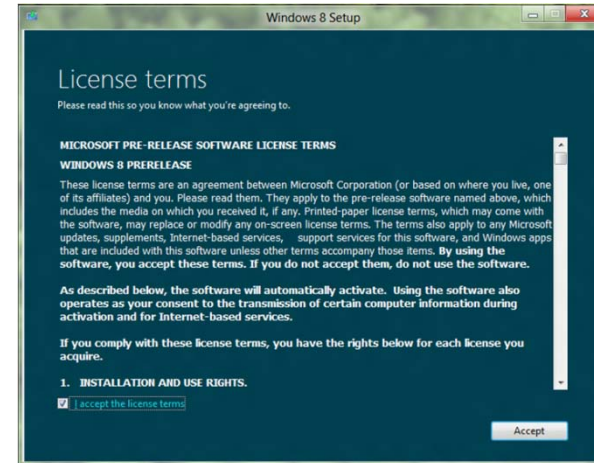 Windows 8 Setup
License terms
Please read this so you know what you're agreeing to.
MICROSOFT PRE-RELEASE SOFTWARE LICENSE TERMS
WINDOWS 8 PRERELEASE
These license terms are an agreement between Microsoft Corporation (or based on where you live, one
of its affiliates) and you. Please read them. They apply to the pre-release software named above, which
includes the media on which you received it, if any. Printed-paper license terms, which may come with
the software, may replace or modify any on-screen license terms. The terms also apply to any Microsoft
updates, supplements, Internet-based services, support services for this software, and Windows apps
that are included with this software unless other terms accompany those items. By using the
software, you accept these terms. If you do not accept them, do not use the software.
As described below, the software will automatically activate. Using the software also
operates as your consent to the transmission of certain computer information during
activation and for Internet-based services.
If you comply with these license terms, you have the rights below for each license you
acquire.
1. INSTALLATION AND USE RIGHTS.
I accept the license terms
Accept